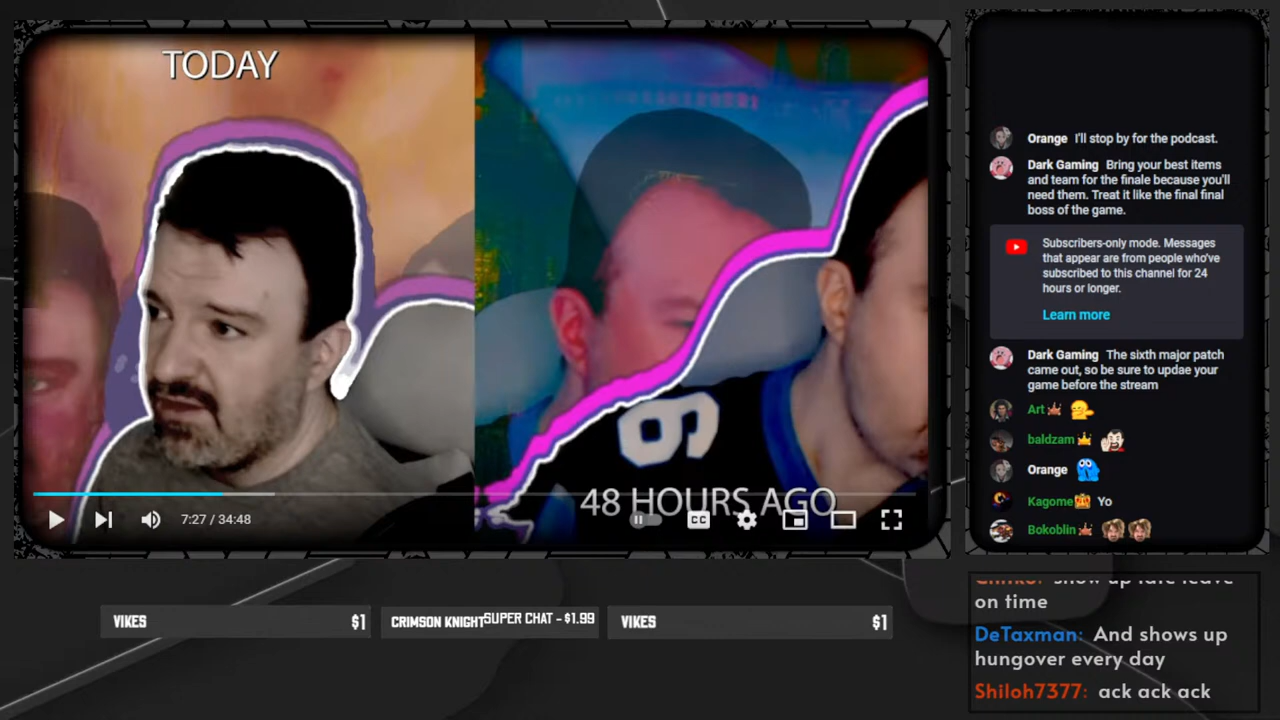 TODAY
48 HOURS AGO
7:27 / 34:48
CC
Orange I'll stop by for the podcast.
Dark Gaming Bring your best items
and team for the finale because you'll
need them. Treat it like the final final
boss of the game.
Subscribers-only mode. Messages
that appear are from people who've
subscribed to this channel for 24
hours or longer.
Learn more
Dark Gaming The sixth major patch
came out, so be sure to updae your
game before the stream
Art
baldzam
Orange
Kagome Yo
Bokoblin
show up late leave
on time
DeTaxman: And shows up
hungover every day
Shiloh7377: ack ack ack
VIKES $1
CRIMSON KNIGHT SUPER CHAT - $1.99
VIKES $1